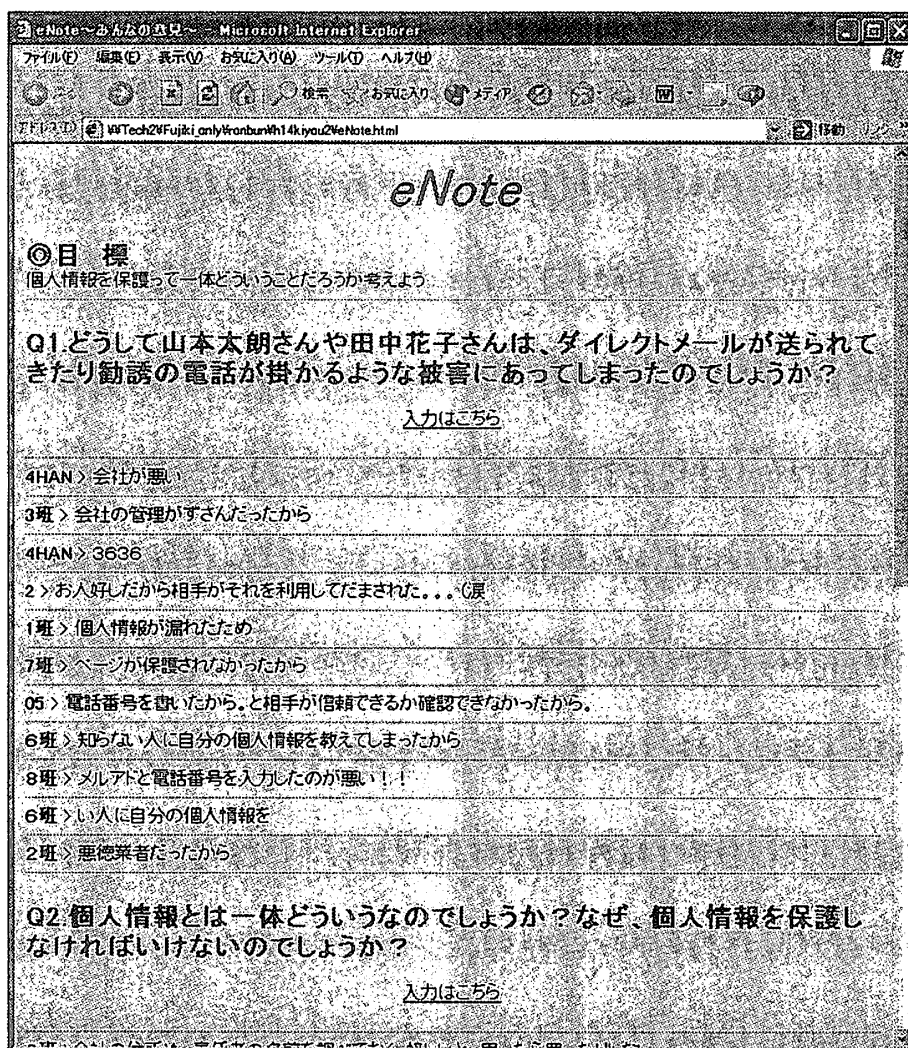 eNote～みんなの意見～ - Microsoft Internet Explorer
ファイル(F) 編集(E) 表示(V) お気に入り(A) ツール(T) ヘルプ(H)
検索 お気に入り メディア
アドレス(D) ¥¥Tech2¥Fujiki_only¥ronbun¥h14kiyou2¥eNote.html 移動 リンク
eNote
◎目 標
個人情報を保護って一体どういうことだろうか考えよう
Q1.どうして山本太朗さんや田中花子さんは、ダイレクトメールが送られて
きたり勧誘の電話が掛かるような被害にあってしまったのでしょうか？
入力はこちら
4HAN > 会社が悪い
3班 > 会社の管理がずさんだったから
4HAN > 3636
2 > お人好しだから相手がそれを利用してだまされた。。。(涙
1班 > 個人情報が漏れたため
7班 > ページが保護されなかったから
05 > 電話番号を書いたから。と相手が信頼できるか確認できなかったから。
6班 > 知らない人に自分の個人情報を教えてしまったから
8班 > メルアドと電話番号を入力したのが悪い！！
6班 > い人に自分の個人情報を
2班 > 悪徳業者だったから
Q2.個人情報とは一体どういうなのでしょうか？なぜ、個人情報を保護し
なければいけないのでしょうか？
入力はこちら